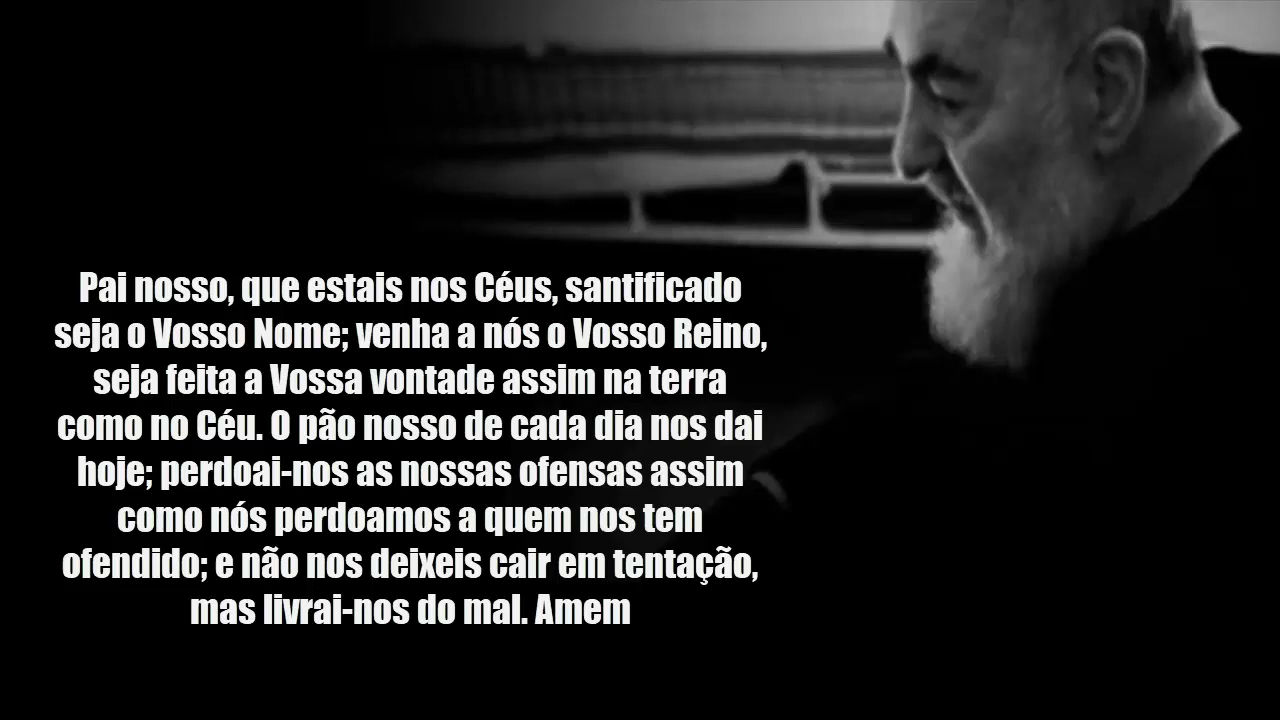 Pai nosso, que estais nos Céus, santificado
seja o Vosso Nome; venha a nós o Vosso Reino,
seja feita a Vossa vontade assim na terra
como no Céu. O pão nosso de cada dia nos dai
hoje; perdoai-nos as nossas ofensas assim
como nós perdoamos a quem nos tem
ofendido; e não nos deixeis cair em tentação,
mas livrai-nos do mal. Amem